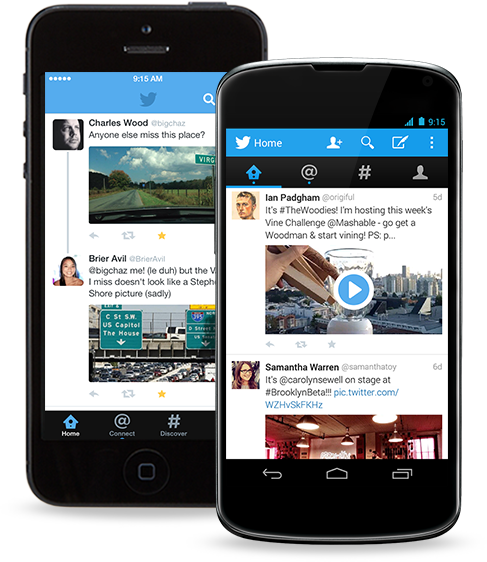 9:15 AM
Charles Wood @bigchaz
Anyone else miss this place?
VIRG
Brier Avil @BrierAvil
@bigchaz me! (le duh) but the V
I miss doesn't look like a Steph
Shore picture (sadly)
C St S.W.
US Capitol
The House
D Street
Home
Connect
Discover
9:15
Home
Ian Padgham @origiful
5d
It's #TheWoodies! I'm hosting this week's
Vine Challenge @Mashable - go get a
Woodman & start vining! PS: p...
Samantha Warren @samanthatoy
6d
It's @carolynsewell on stage at
#BrooklynBeta!!! pic.twitter.com/
WZHvSkFKHz